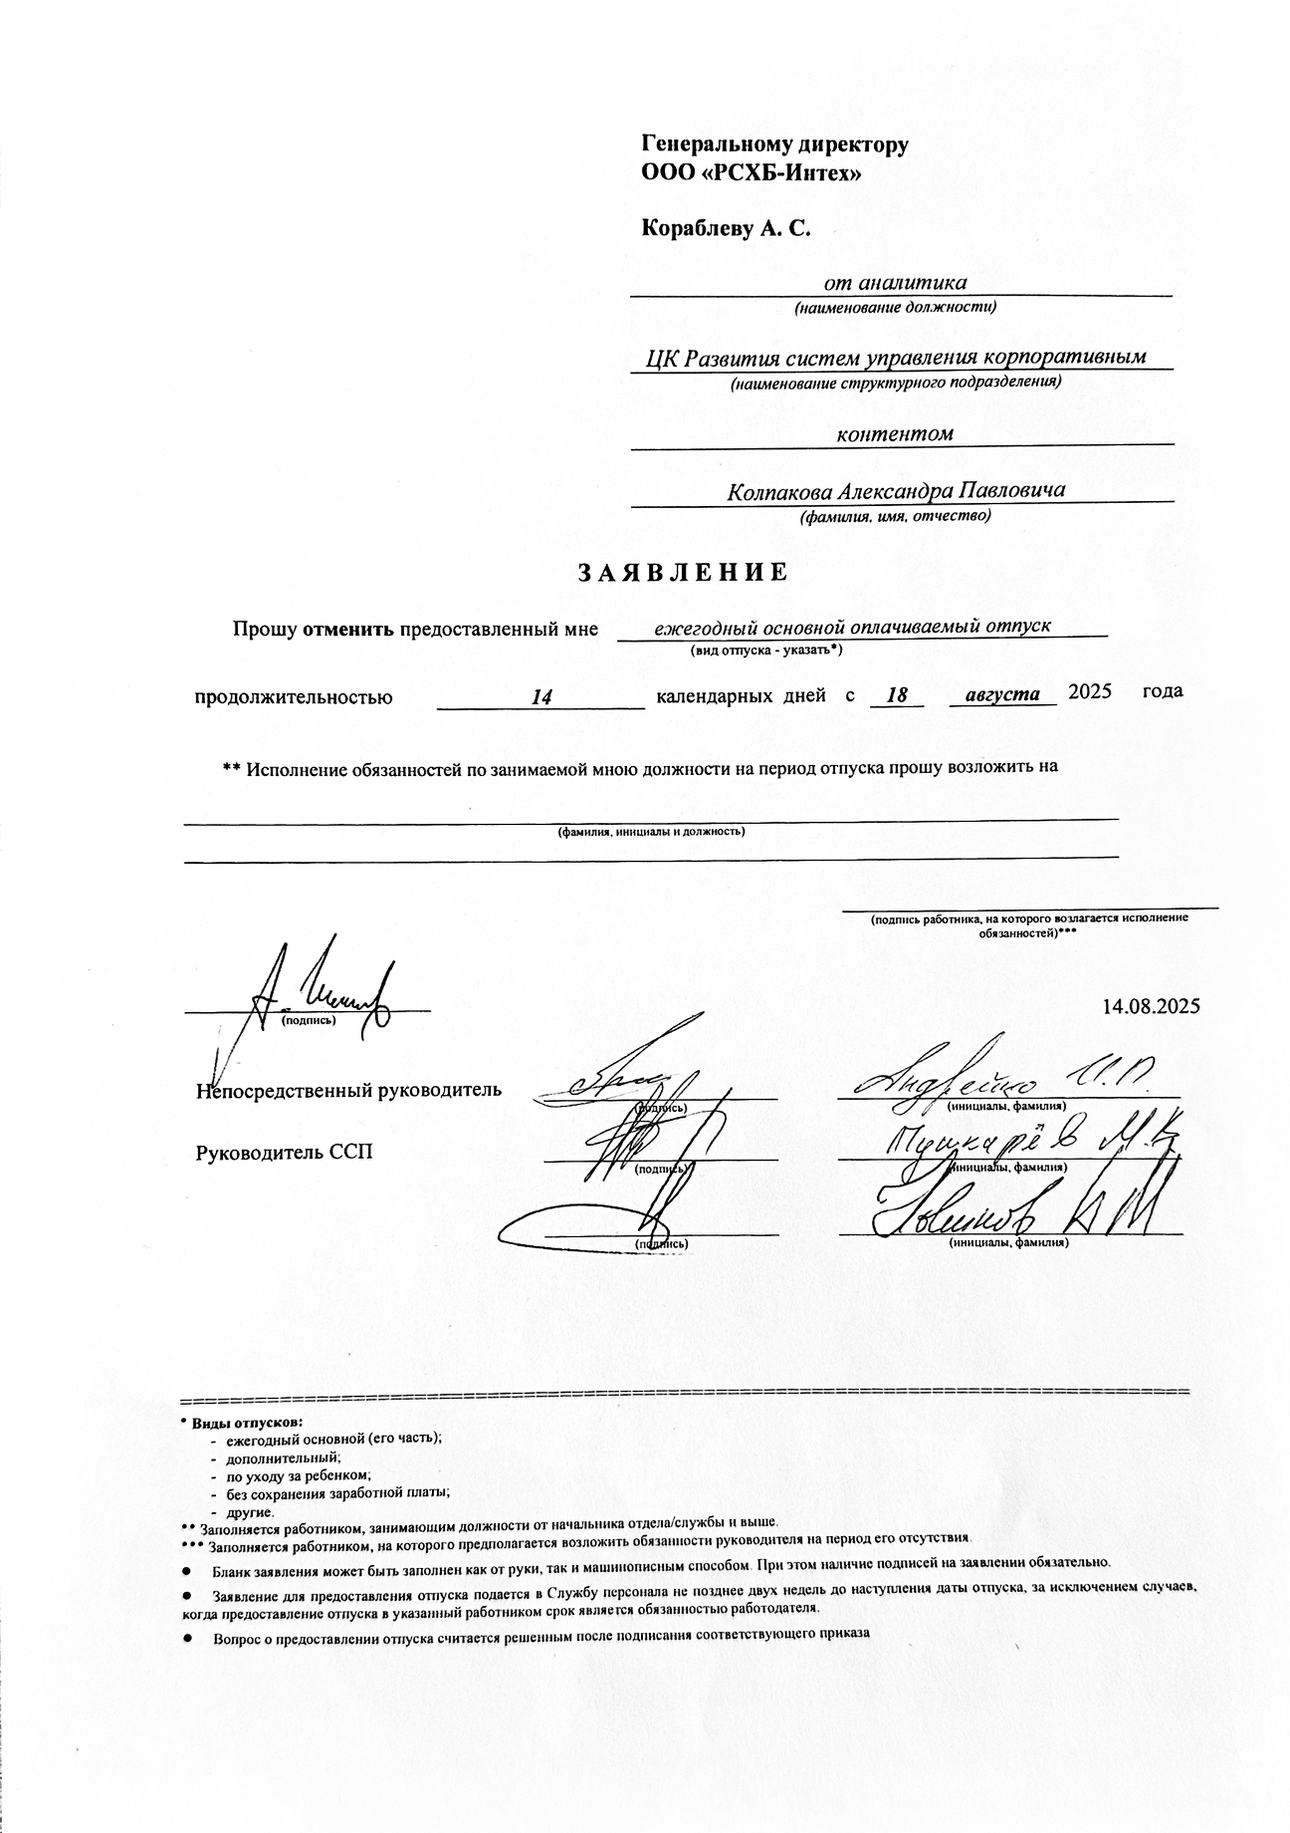 Генеральному директору
ООО «РСХБ-Интех»
Кораблеву А. С.
от аналитика
(наименование должности)
ЦК Развития систем управления корпоративным
(наименование структурного подразделения)
контентом
Колпакова Александра Павловича
(фамилия, имя, отчество)
ЗАЯВЛЕНИЕ
Прошу отменить предоставленный мне ежегодный основной оплачиваемый отпуск
(вид отпуска - указать*)
продолжительностью 14 календарных дней с 18 августа 2025 года
** Исполнение обязанностей по занимаемой мною должности на период отпуска прошу возложить на
(фамилия, инициалы и должность)
(подпись работника, на которого возлагается исполнение
обязанностей)***
14.08.2025
(подпись)
Непосредственный руководитель Андрейко И.П.
(подпись) (инициалы, фамилия)
Руководитель ССП Пушкарёв М.К.
(подпись) (инициалы, фамилия)
Новиков
(подпись) (инициалы, фамилия)
* Виды отпусков:
- ежегодный основной (его часть);
- дополнительный;
- по уходу за ребенком;
- без сохранения заработной платы;
- другие.
** Заполняется работником, занимающим должности от начальника отдела/службы и выше.
*** Заполняется работником, на которого предполагается возложить обязанности руководителя на период его отсутствия.
● Бланк заявления может быть заполнен как от руки, так и машинописным способом. При этом наличие подписей на заявлении обязательно.
● Заявление для предоставления отпуска подается в Службу персонала не позднее двух недель до наступления даты отпуска, за исключением случаев,
когда предоставление отпуска в указанный работником срок является обязанностью работодателя.
● Вопрос о предоставлении отпуска считается решенным после подписания соответствующего приказа